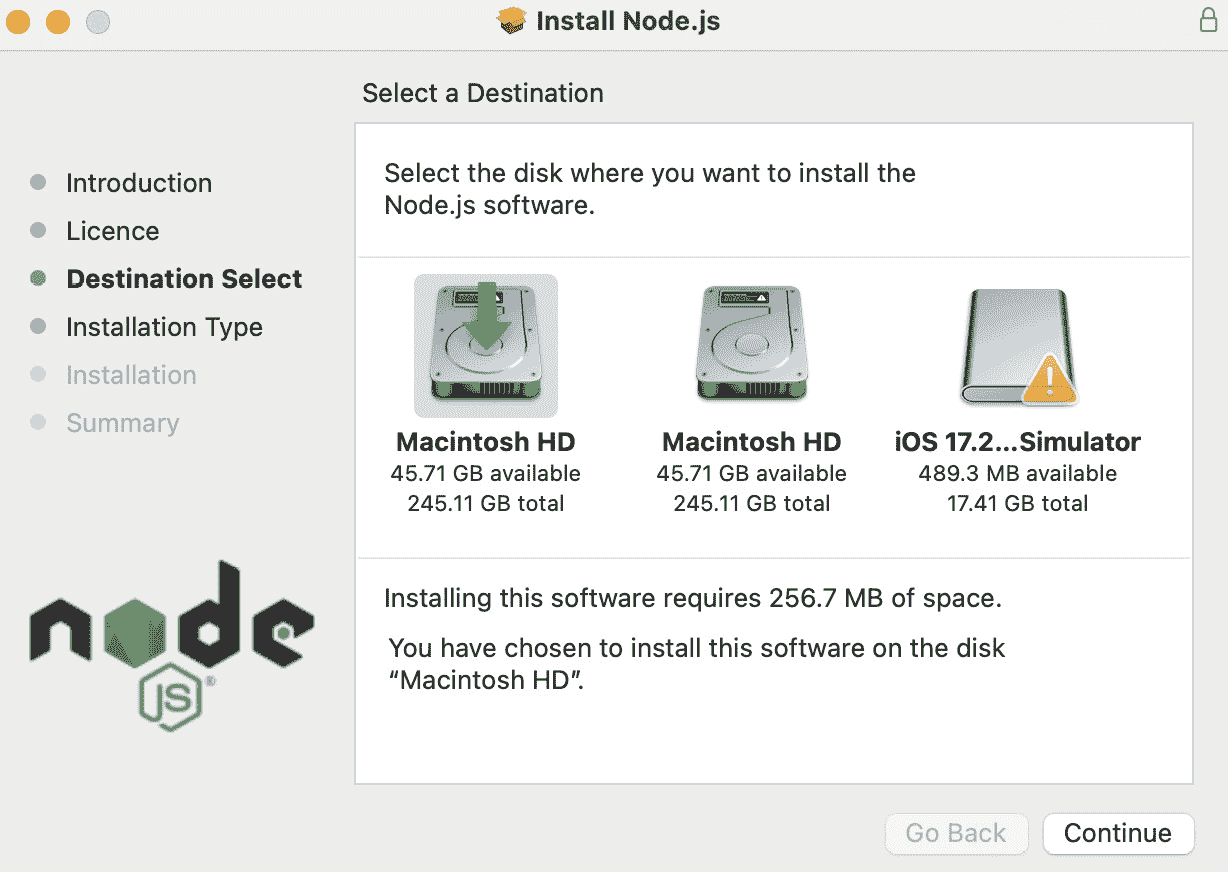 Install Node.js
Select a Destination
Introduction
Licence
Destination Select
Installation Type
Installation
Summary
Select the disk where you want to install the
Node.js software.
Macintosh HD
45.71 GB available
245.11 GB total
Macintosh HD
45.71 GB available
245.11 GB total
iOS 17.2...Simulator
489.3 MB available
17.41 GB total
Installing this software requires 256.7 MB of space.
You have chosen to install this software on the disk
“Macintosh HD”.
node
JS®
Go Back
Continue